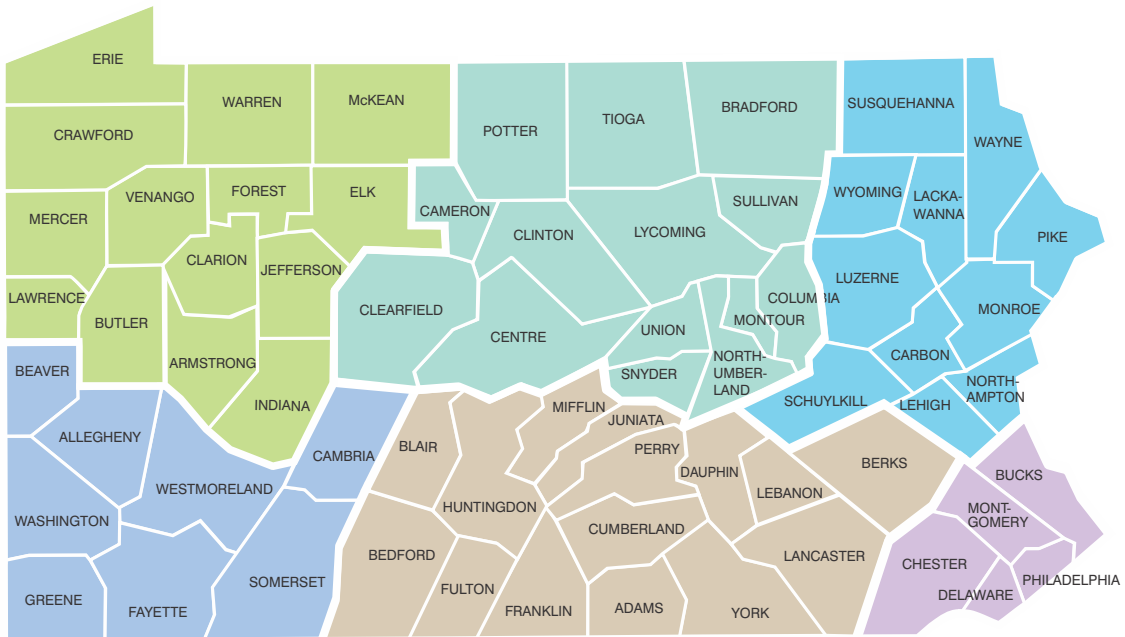 ERIE
WARREN
McKEAN
CRAWFORD
VENANGO
FOREST
ELK
MERCER
CLARION
JEFFERSON
LAWRENCE
BUTLER
ARMSTRONG
INDIANA
POTTER
TIOGA
BRADFORD
CAMERON
CLINTON
LYCOMING
SULLIVAN
CLEARFIELD
CENTRE
UNION
SNYDER
NORTH-
UMBER-
LAND
MONTOUR
COLUMBIA
SUSQUEHANNA
WAYNE
WYOMING
LACKA-
WANNA
PIKE
LUZERNE
MONROE
CARBON
SCHUYLKILL
LEHIGH
NORTH-
AMPTON
BEAVER
ALLEGHENY
WESTMORELAND
CAMBRIA
WASHINGTON
GREENE
FAYETTE
SOMERSET
BLAIR
HUNTINGDON
MIFFLIN
JUNIATA
PERRY
DAUPHIN
LEBANON
BERKS
BEDFORD
FULTON
FRANKLIN
CUMBERLAND
ADAMS
YORK
LANCASTER
BUCKS
MONT-
GOMERY
CHESTER
DELAWARE
PHILADELPHIA